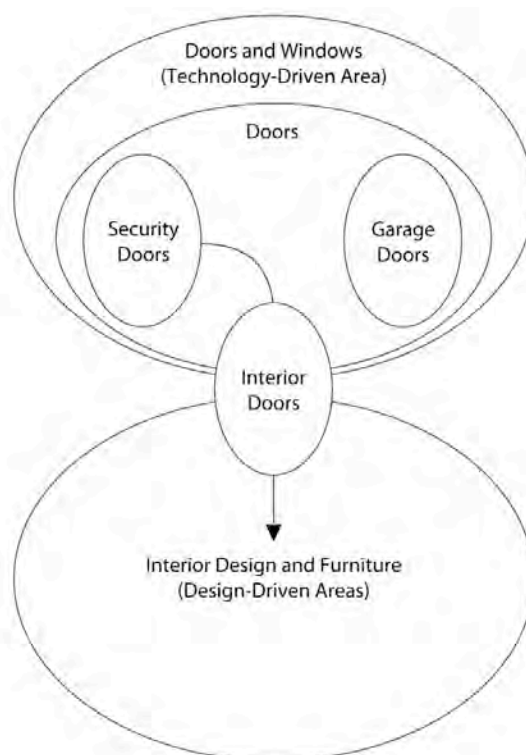 Doors and Windows
(Technology-Driven Area)
Doors
Security
Doors
Garage
Doors
Interior
Doors
Interior Design and Furniture
(Design-Driven Areas)